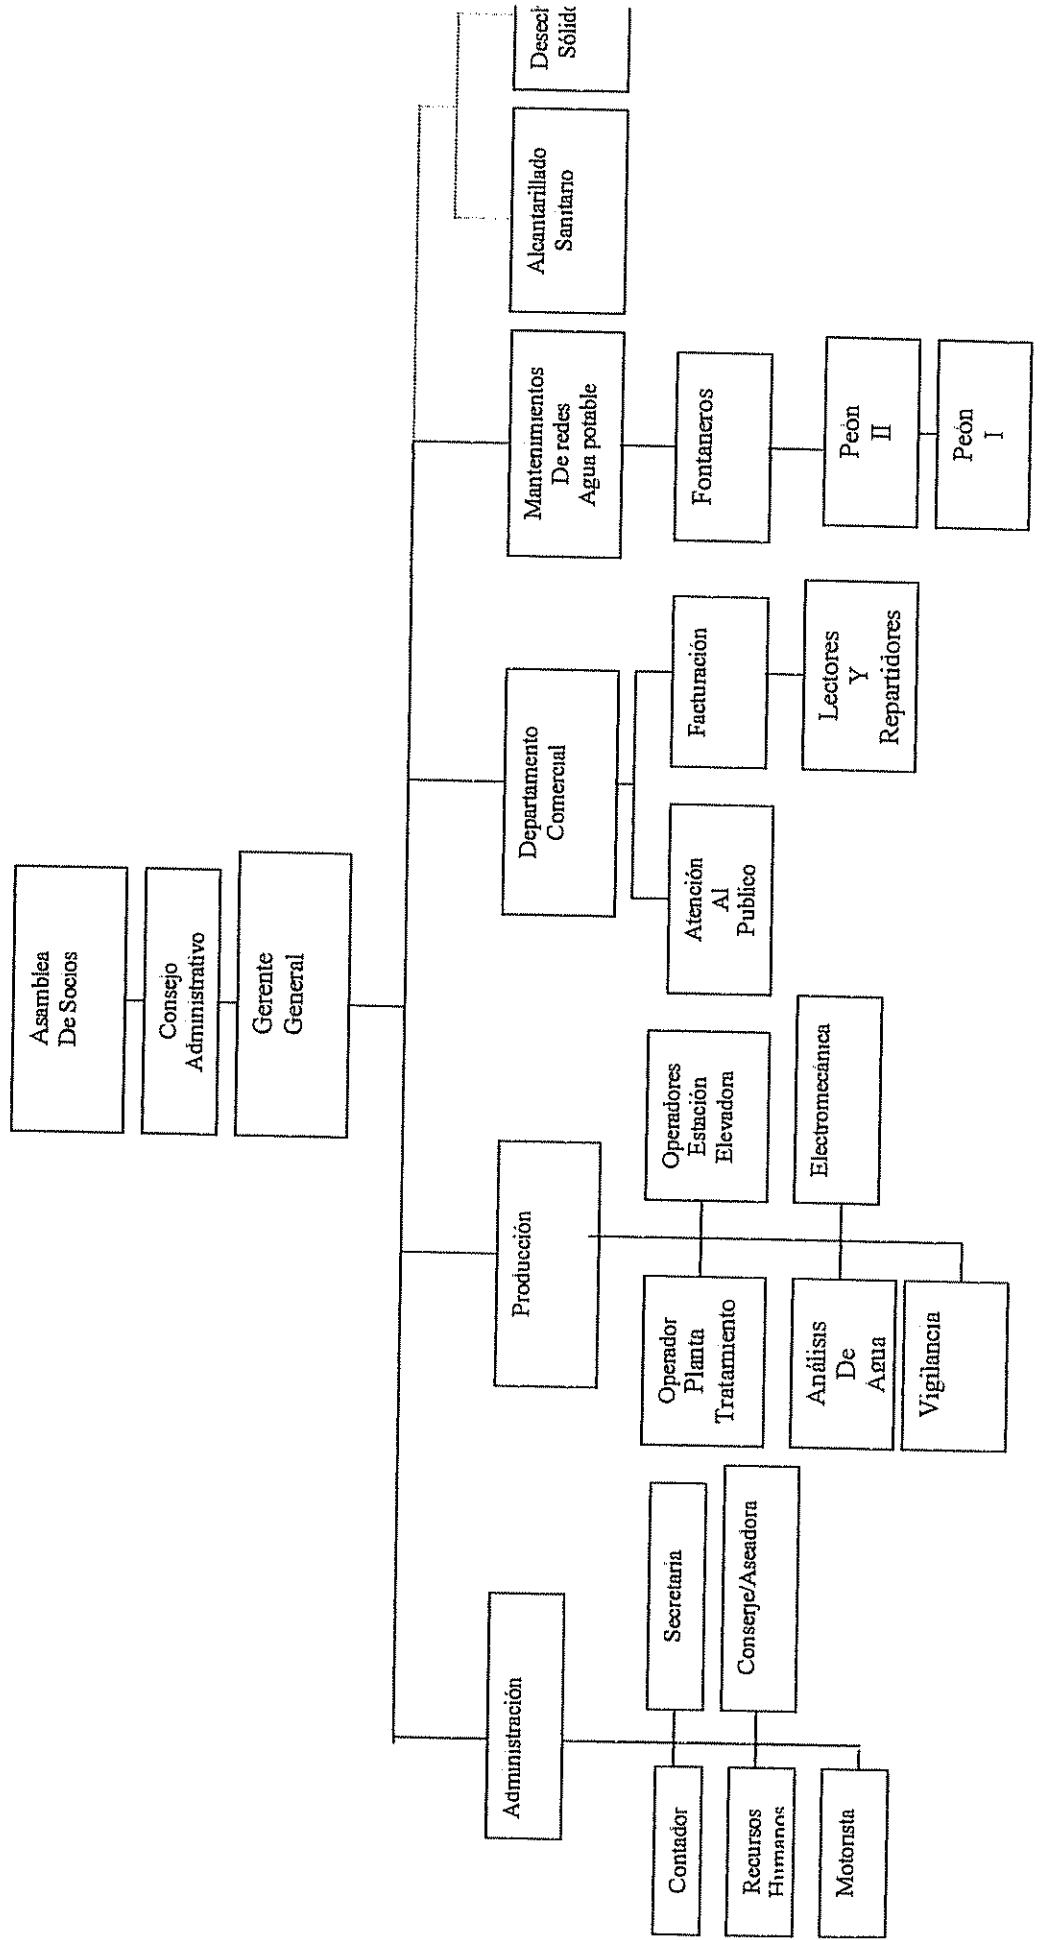 Asamblea
De Socios
Consejo
Administrativo
Gerente
General
Administración
Contador
Secretaria
Recursos
Humanos
Conserje/Aseadora
Motorista
Producción
Operador
Planta
Tratamiento
Operadores
Estación
Elevadora
Análisis
De
Agua
Electromecánica
Vigilancia
Departamento
Comercial
Atención
Al
Publico
Facturación
Lectores
Y
Repartidores
Mantenimientos
De redes
Agua potable
Fontaneros
Peón
II
Peón
I
Alcantarillado
Sanitario